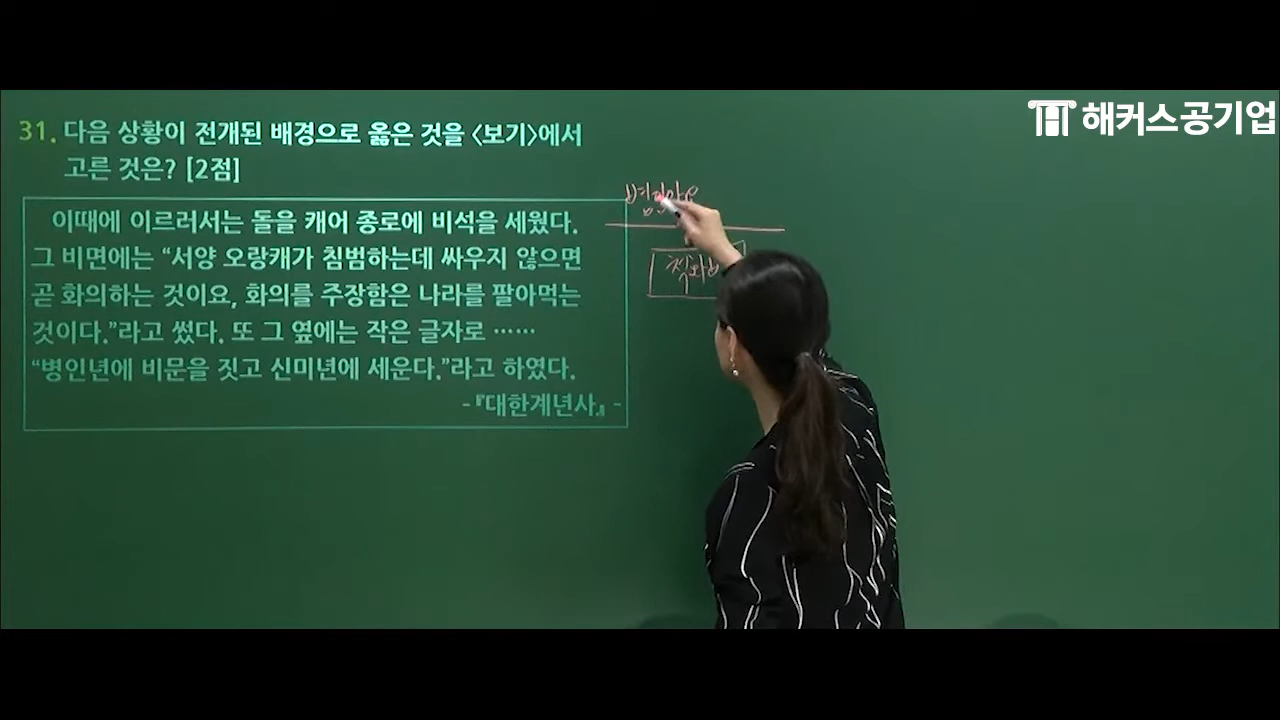 해커스공기업
31. 다음 상황이 전개된 배경으로 옳은 것을 <보기>에서
고른 것은? [2점]
이때에 이르러서는 돌을 캐어 종로에 비석을 세웠다.
그 비면에는 “서양 오랑캐가 침범하는데 싸우지 않으면
곧 화의하는 것이요, 화의를 주장함은 나라를 팔아먹는
것이다.”라고 썼다. 또 그 옆에는 작은 글자로 ……
“병인년에 비문을 짓고 신미년에 세운다.”라고 하였다.
-『대한계년사』-
척화비